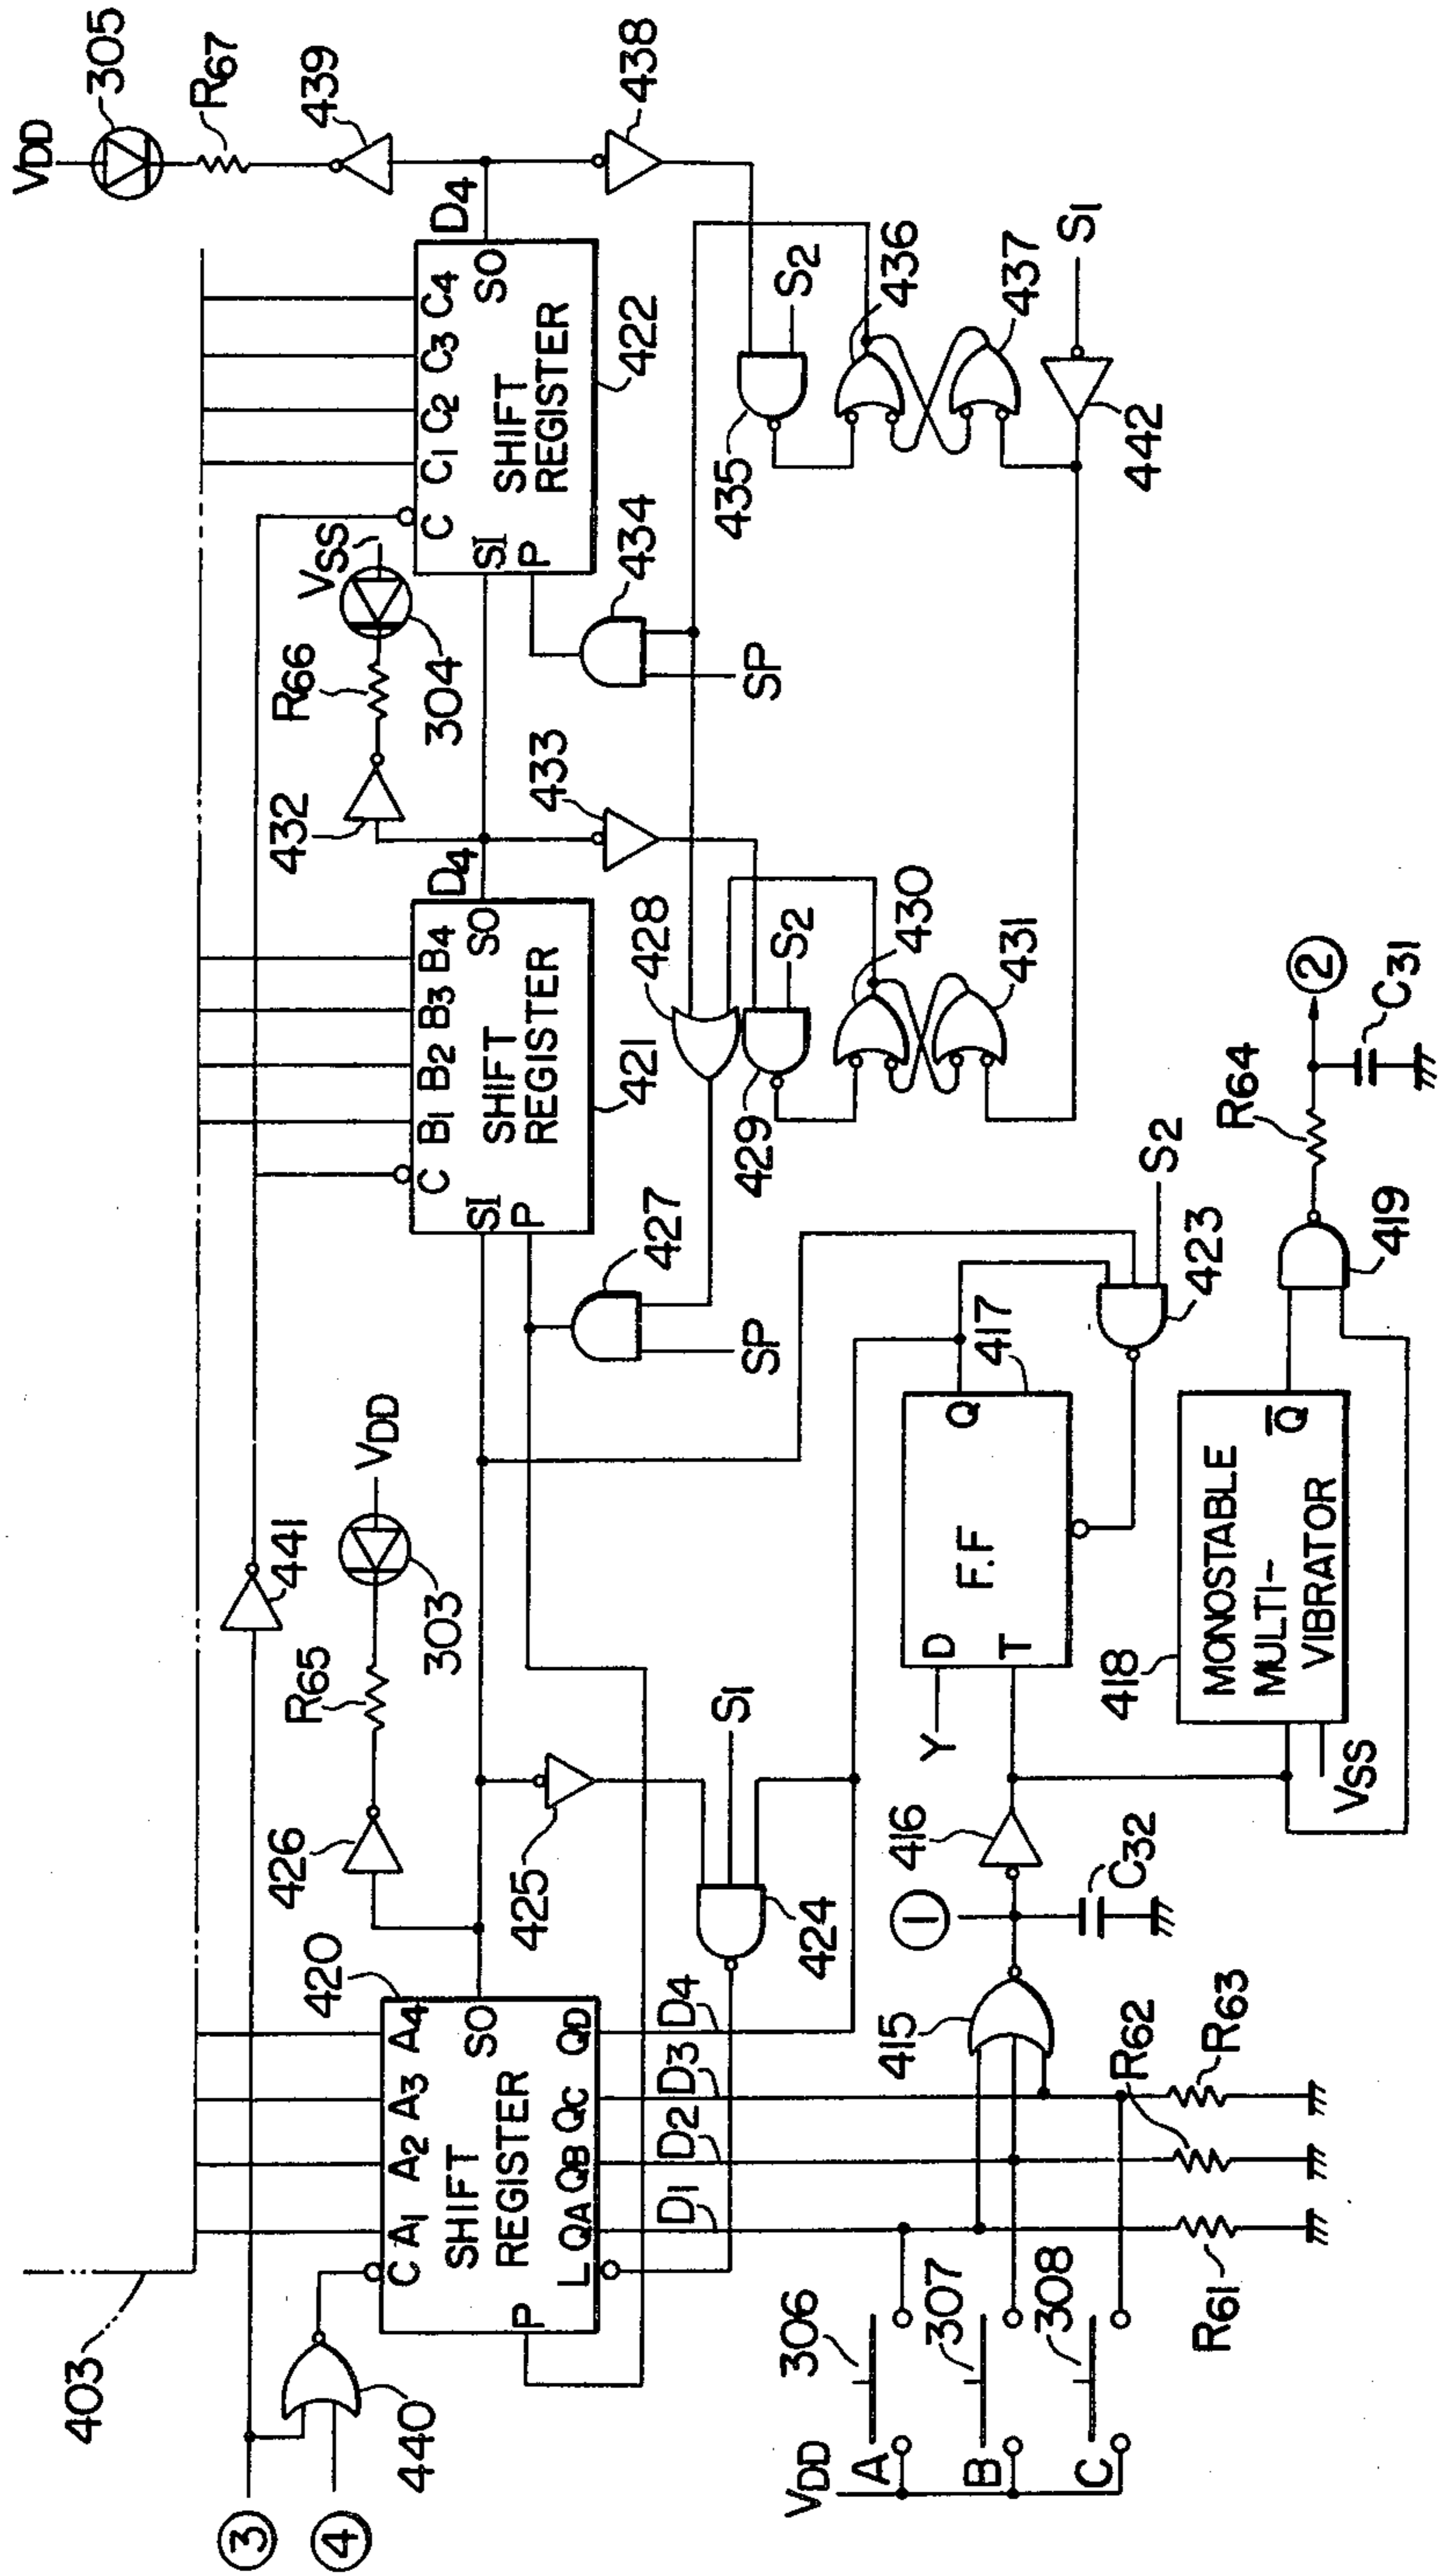 403
3
4
440
441
C A1 A2 A3 A4
420
SHIFT
REGISTER
SO
P
L QA QB QC QD
D1 D2 D3 D4
426
R65
303
VDD
425
S1
424
C B1 B2 B3 B4
SI
SO
P
SHIFT
REGISTER
421
D4
427
SP
428
429
S2
430
431
432
R66
304
VSS
433
C C1 C2 C3 C4
SI
SO
P
SHIFT
REGISTER
422
D4
434
SP
435
S2
436
437
S1
442
438
439
R67
305
VDD
VDD
A
306
B
307
C
308
R61
R62
R63
415
1
C32
416
Y
D
T
Q
F.F
417
423
S2
418
MONOSTABLE
MULTI-
VIBRATOR
Q
VSS
419
R64
2
C31